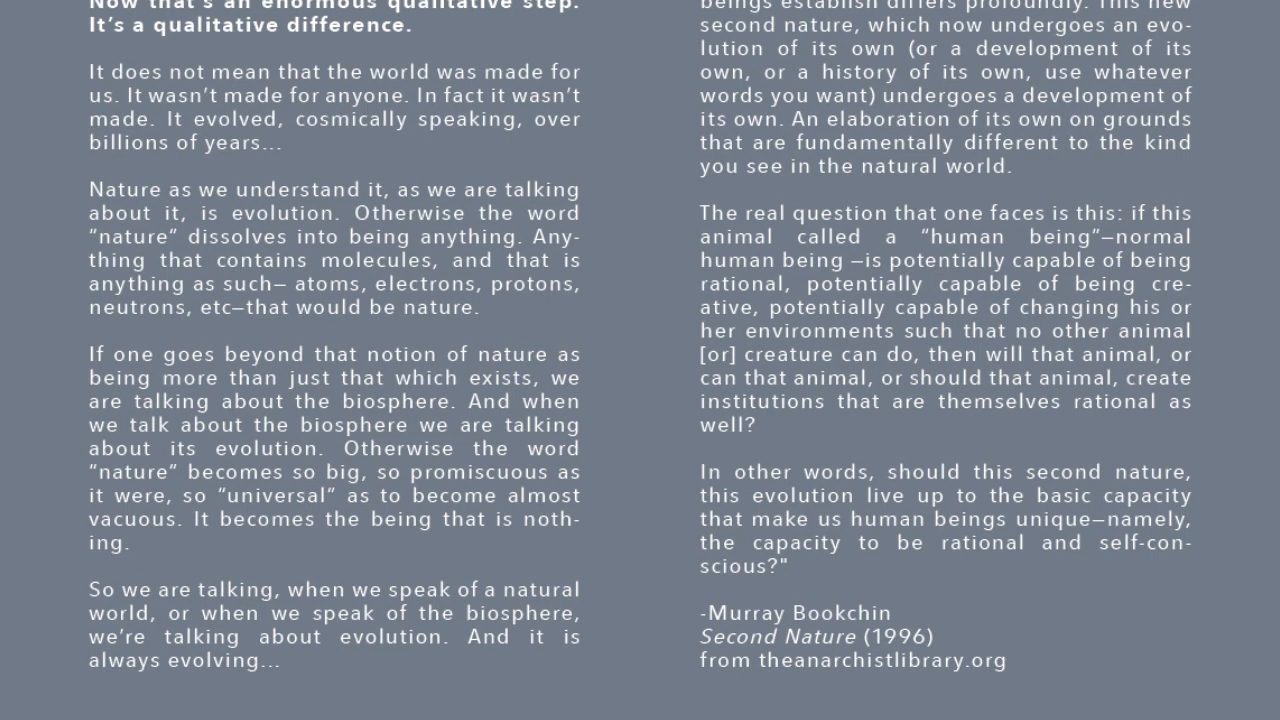 Now that's an enormous qualitative step.
It's a qualitative difference.
It does not mean that the world was made for
us. It wasn't made for anyone. In fact it wasn't
made. It evolved, cosmically speaking, over
billions of years...
Nature as we understand it, as we are talking
about it, is evolution. Otherwise the word
"nature" dissolves into being anything. Any-
thing that contains molecules, and that is
anything as such— atoms, electrons, protons,
neutrons, etc—that would be nature.
If one goes beyond that notion of nature as
being more than just that which exists, we
are talking about the biosphere. And when
we talk about the biosphere we are talking
about its evolution. Otherwise the word
"nature" becomes so big, so promiscuous as
it were, so "universal" as to become almost
vacuous. It becomes the being that is noth-
ing.
So we are talking, when we speak of a natural
world, or when we speak of the biosphere,
we're talking about evolution. And it is
always evolving...
beings establish differs profoundly. This new
second nature, which now undergoes an evo-
lution of its own (or a development of its
own, or a history of its own, use whatever
words you want) undergoes a development of
its own. An elaboration of its own on grounds
that are fundamentally different to the kind
you see in the natural world.
The real question that one faces is this: if this
animal called a "human being"—normal
human being —is potentially capable of being
rational, potentially capable of being cre-
ative, potentially capable of changing his or
her environments such that no other animal
[or] creature can do, then will that animal, or
can that animal, or should that animal, create
institutions that are themselves rational as
well?
In other words, should this second nature,
this evolution live up to the basic capacity
that make us human beings unique—namely,
the capacity to be rational and self-con-
scious?"
-Murray Bookchin
Second Nature (1996)
from theanarchistlibrary.org